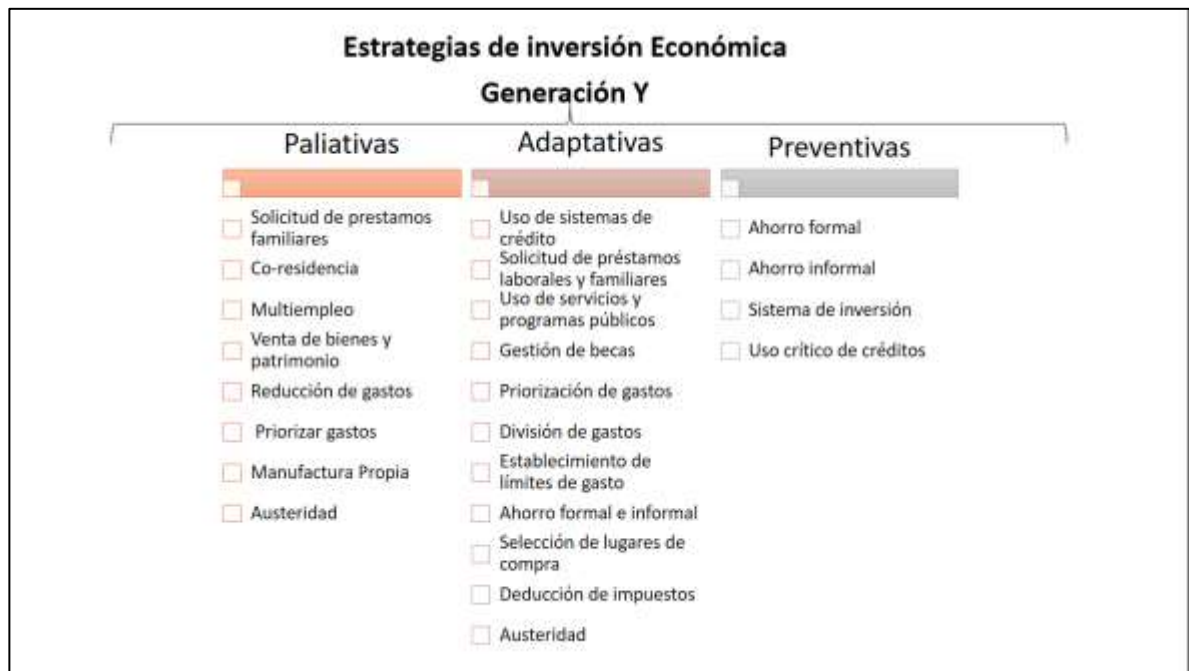 Estrategias de inversión Económica
Generación Y
Paliativas
Solicitud de prestamos
familiares
Co-residencia
Multiempleo
Venta de bienes y
patrimonio
Reducción de gastos
Priorizar gastos
Manufactura Propia
Austeridad
Adaptativas
Uso de sistemas de
crédito
Solicitud de préstamos
laborales y familiares
Uso de servicios y
programas públicos
Gestión de becas
Priorización de gastos
División de gastos
Establecimiento de
límites de gasto
Ahorro formal e informal
Selección de lugares de
compra
Deducción de impuestos
Austeridad
Preventivas
Ahorro formal
Ahorro informal
Sistema de inversión
Uso crítico de créditos